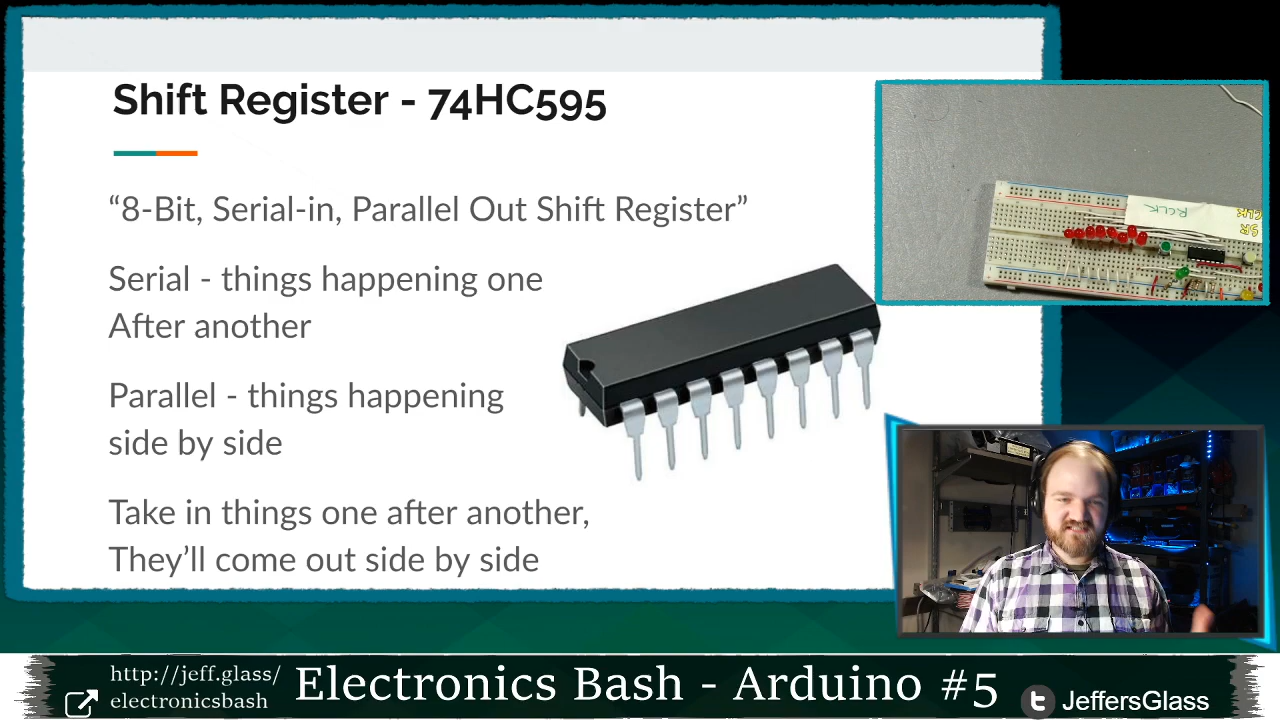 Shift Register - 74HC595
“8-Bit, Serial-in, Parallel Out Shift Register”
Serial - things happening one
After another
Parallel - things happening
side by side
Take in things one after another,
They’ll come out side by side
RCLK
http://jeff.glass/
electronicsbash
Electronics Bash - Arduino #5
JeffersGlass